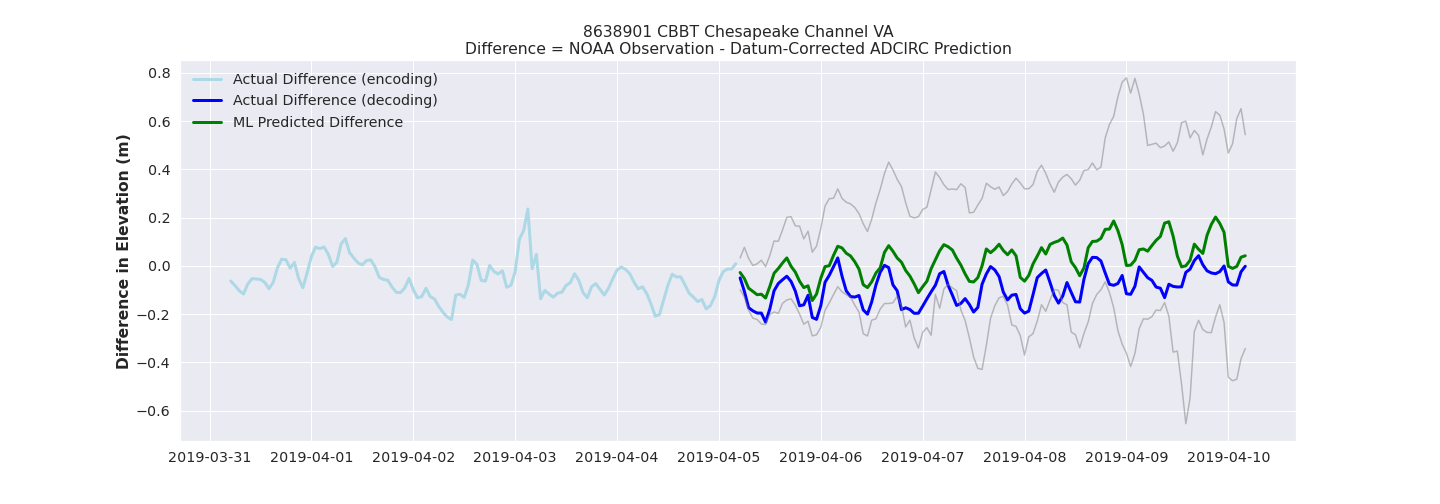 8638901 CBBT Chesapeake Channel VA
Difference = NOAA Observation - Datum-Corrected ADCIRC Prediction
Actual Difference (encoding)
Actual Difference (decoding)
ML Predicted Difference
Difference in Elevation (m)
0.8
0.6
0.4
0.2
0.0
−0.2
−0.4
−0.6
2019-03-31 2019-04-01 2019-04-02 2019-04-03 2019-04-04 2019-04-05 2019-04-06 2019-04-07 2019-04-08 2019-04-09 2019-04-10